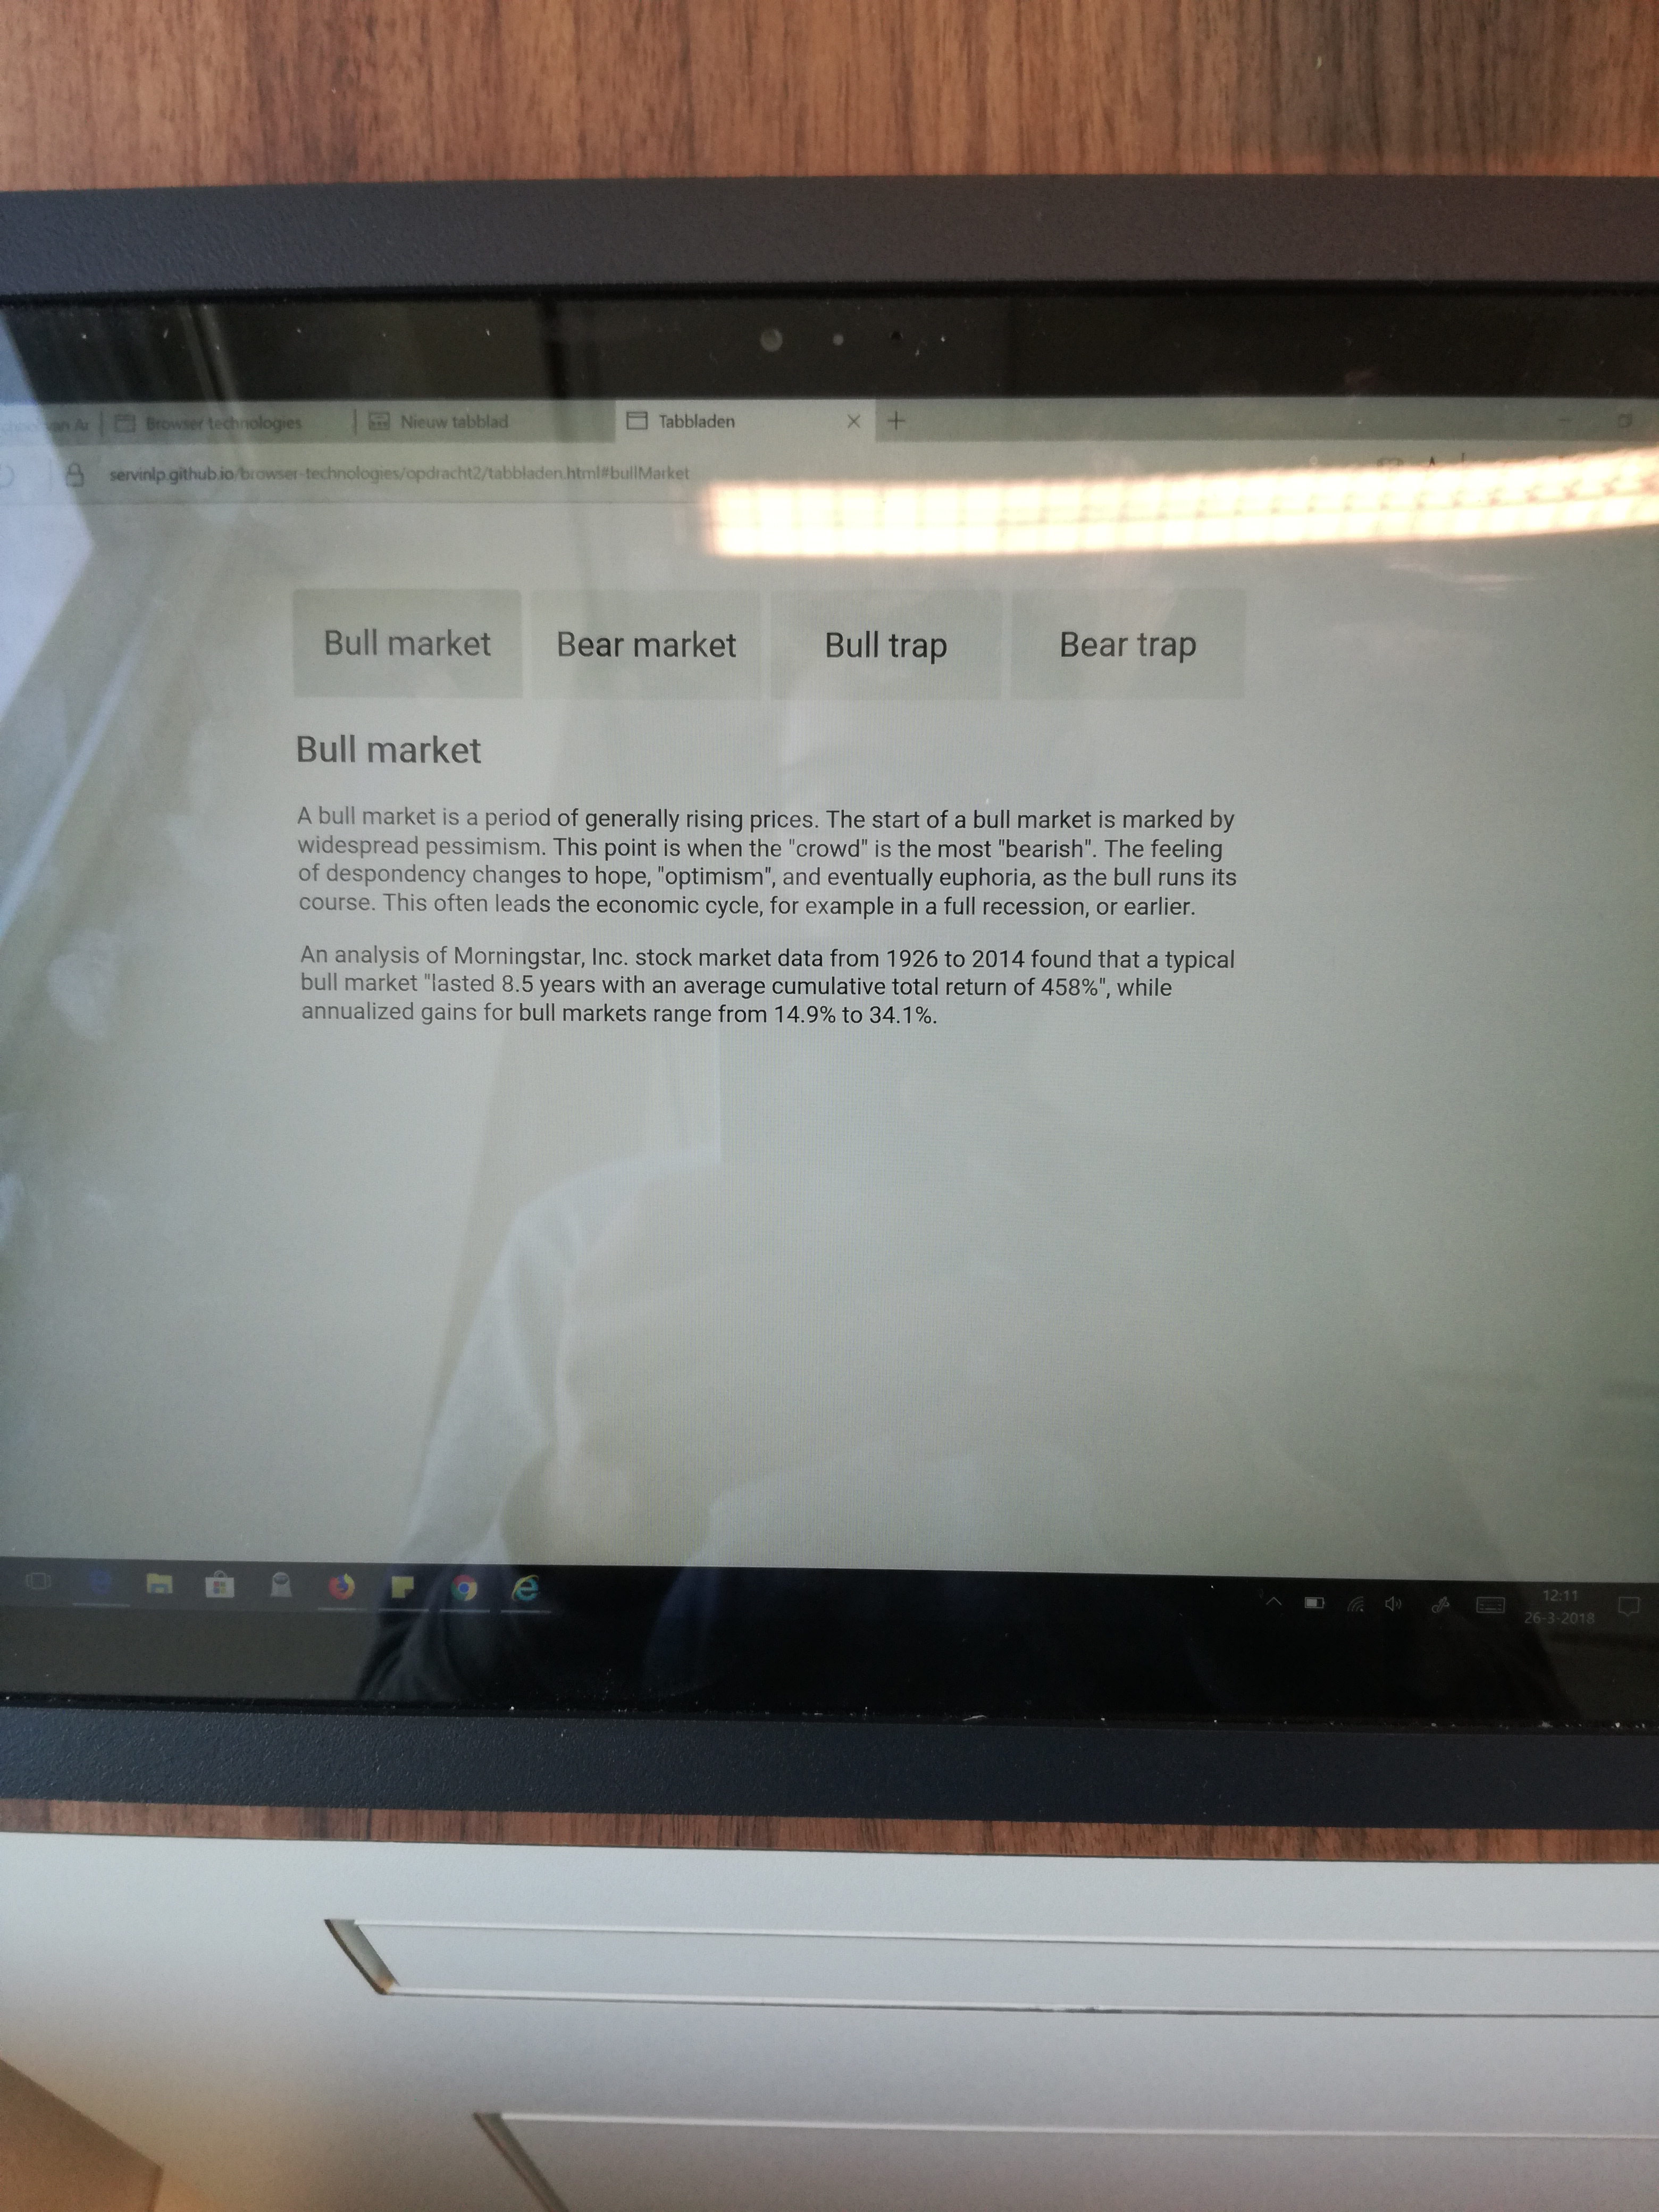 an Ar
Browser technologies
Nieuw tabblad
Tabbladen
servinlp.github.io/browser-technologies/opdracht2/tabbladen.html#bullMarket
Bull market
Bear market
Bull trap
Bear trap
Bull market
A bull market is a period of generally rising prices. The start of a bull market is marked by
widespread pessimism. This point is when the "crowd" is the most "bearish". The feeling
of despondency changes to hope, "optimism", and eventually euphoria, as the bull runs its
course. This often leads the economic cycle, for example in a full recession, or earlier.
An analysis of Morningstar, Inc. stock market data from 1926 to 2014 found that a typical
bull market "lasted 8.5 years with an average cumulative total return of 458%", while
annualized gains for bull markets range from 14.9% to 34.1%.
12:11
26-3-2018